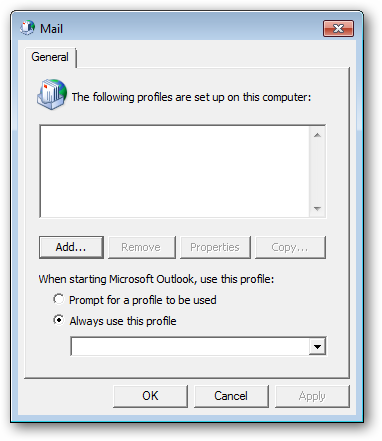 Mail
General
The following profiles are set up on this computer:
Add... Remove Properties Copy...
When starting Microsoft Outlook, use this profile:
Prompt for a profile to be used
Always use this profile
OK Cancel Apply